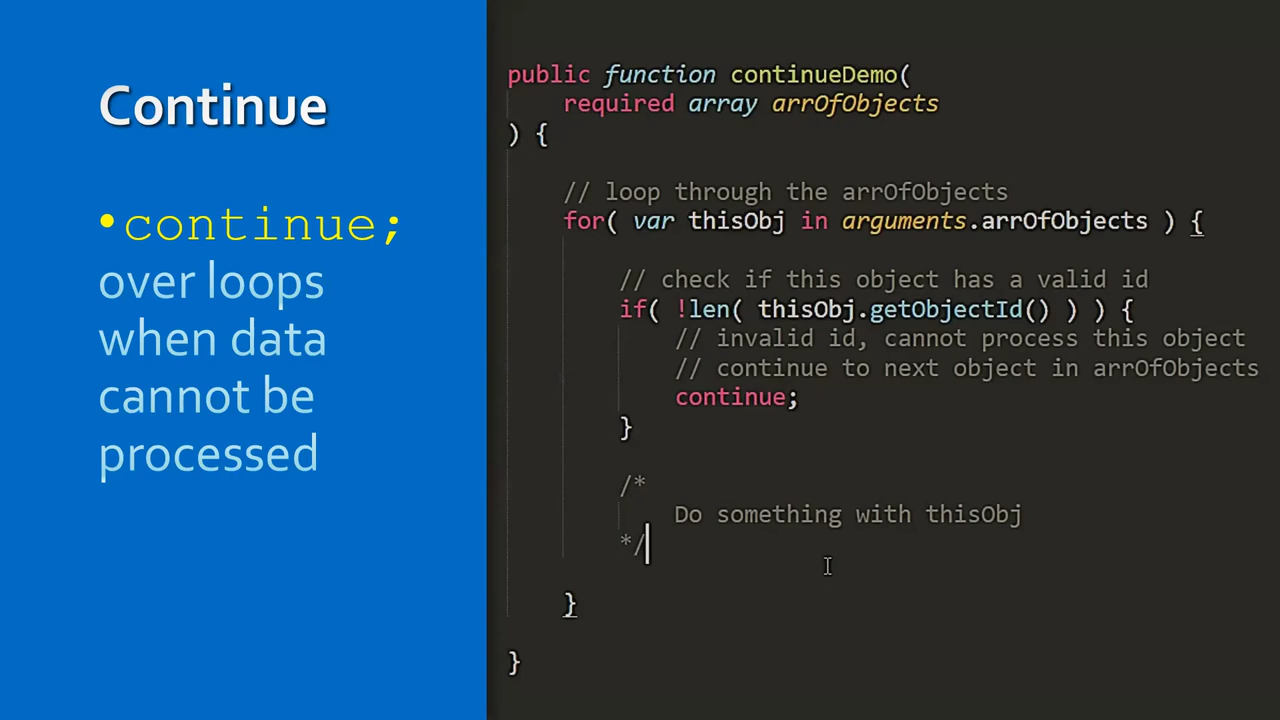 Continue
•continue;
over loops
when data
cannot be
processed
public function continueDemo(
required array arrOfObjects
) {
// loop through the arrOfObjects
for( var thisObj in arguments.arrOfObjects ) {
// check if this object has a valid id
if( !len( thisObj.getObjectId() ) ) {
// invalid id, cannot process this object
// continue to next object in arrOfObjects
continue;
}
/*
Do something with thisObj
*/
}
}